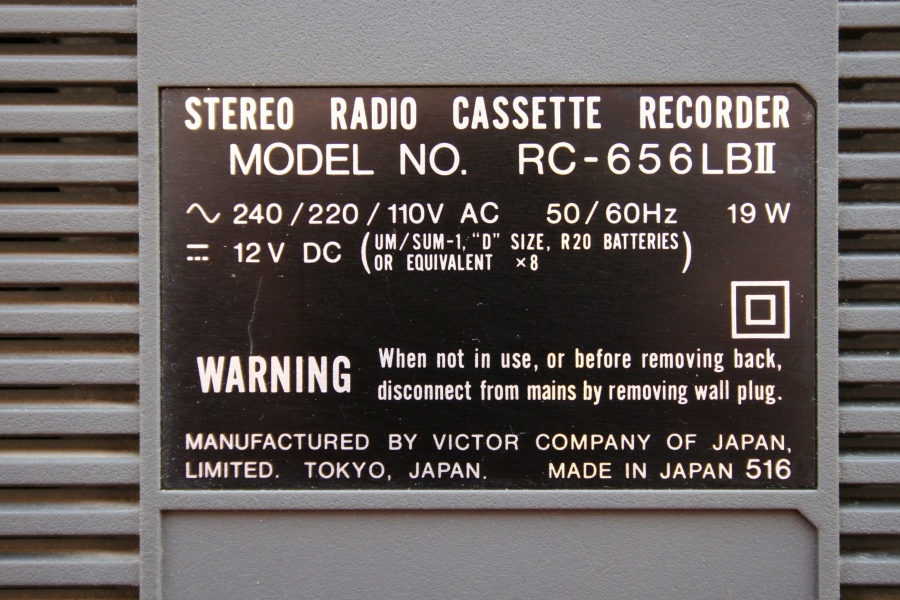 STEREO RADIO CASSETTE RECORDER
MODEL NO. RC-656LBⅡ
∿ 240/220/110V AC 50/60Hz 19W
⎓ 12V DC (UM/SUM-1, "D" SIZE, R20 BATTERIES
OR EQUIVALENT ×8)
WARNING When not in use, or before removing back,
disconnect from mains by removing wall plug.
MANUFACTURED BY VICTOR COMPANY OF JAPAN,
LIMITED. TOKYO, JAPAN. MADE IN JAPAN 516